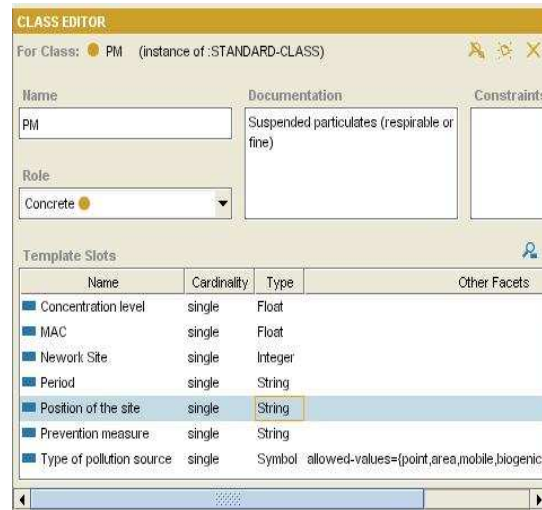 CLASS EDITOR
For Class: PM (instance of :STANDARD-CLASS)
Name
Documentation
Constraints
PM
Suspended particulates (respirable or
fine)
Role
Concrete
Template Slots
Name Cardinality Type Other Facets
Concentration level single Float
MAC single Float
Nework Site single Integer
Period single String
Position of the site single String
Prevention measure single String
Type of pollution source single Symbol allowed-values={point,area,mobile,biogenic